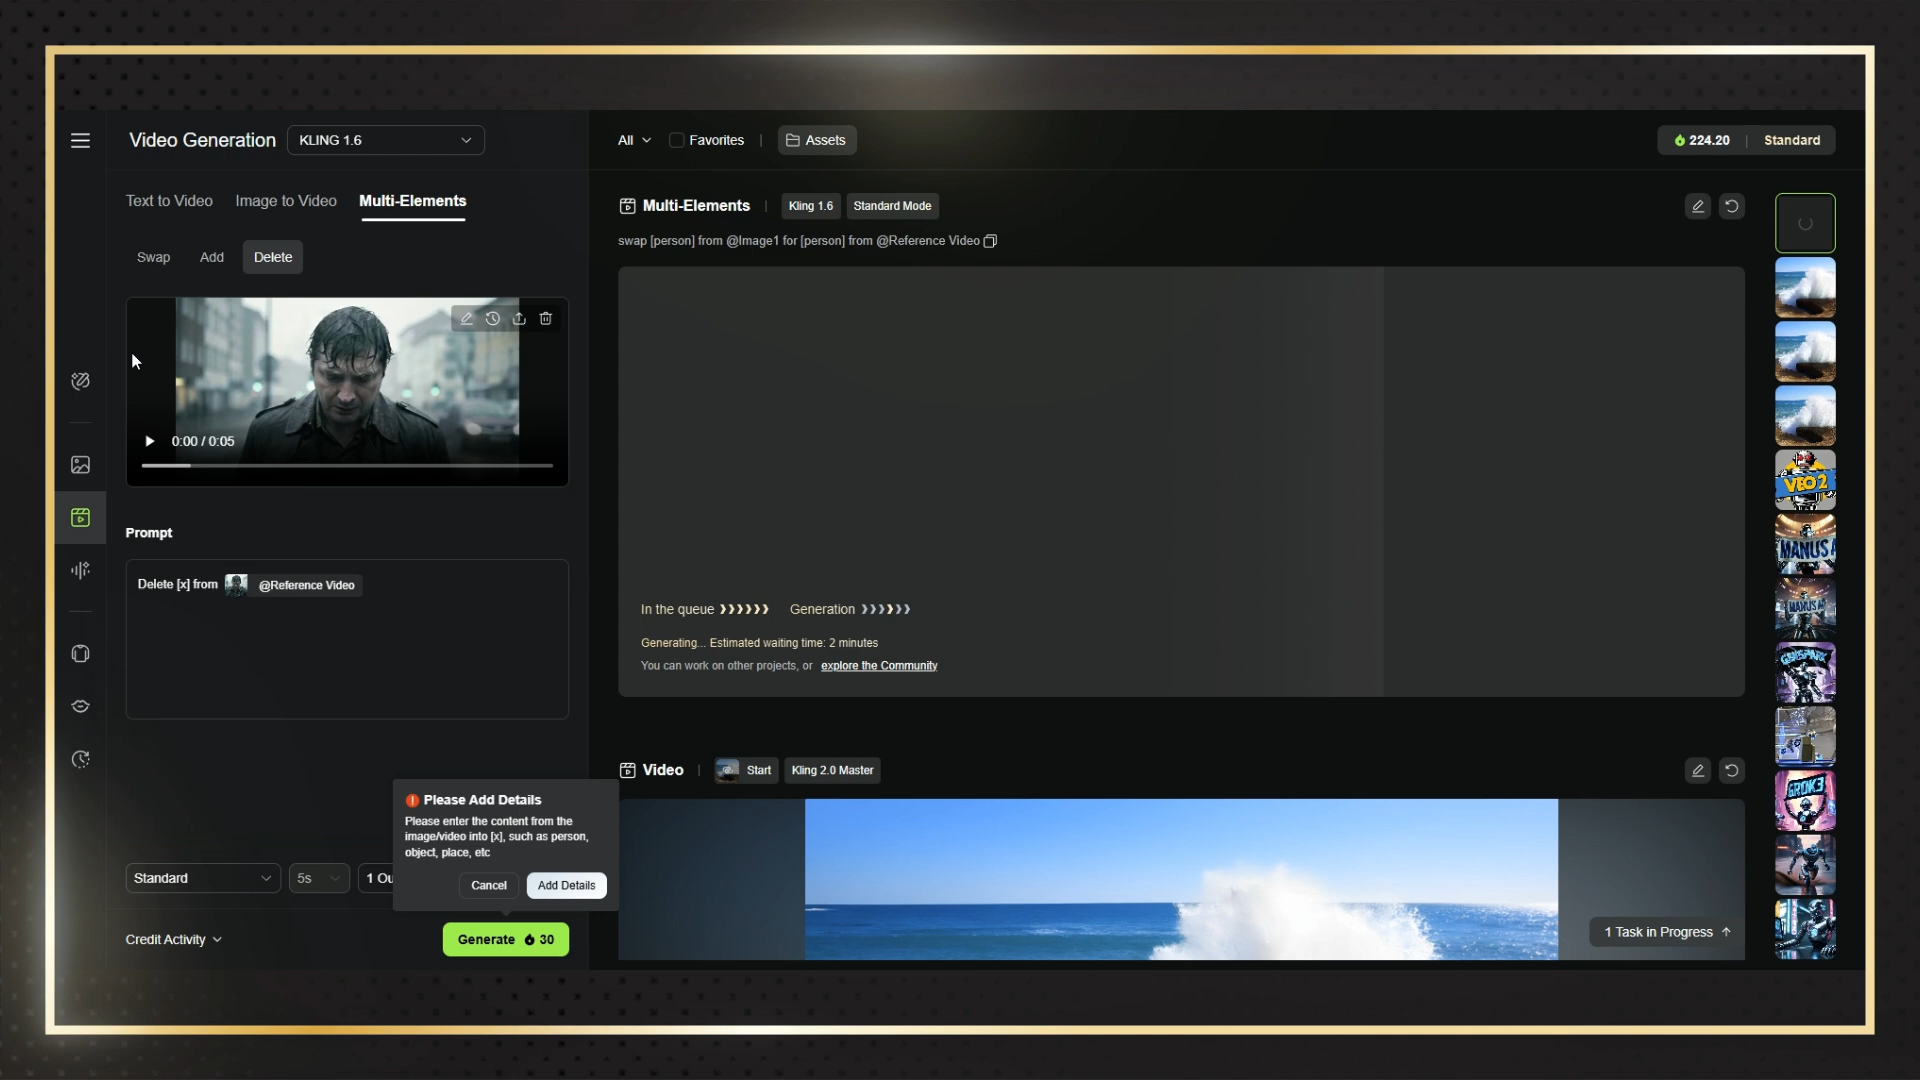 Video Generation
KLING 1.6
Text to Video
Image to Video
Multi-Elements
Swap
Add
Delete
0:00 / 0:05
Prompt
Delete [x] from @Reference Video
Please Add Details
Please enter the content from the
image/video into [x], such as person,
object, place, etc
Cancel
Add Details
Standard
5s
1 Ou
Credit Activity
Generate 30
All
Favorites
Assets
224.20 | Standard
Multi-Elements | Kling 1.6 Standard Mode
swap [person] from @Image1 for [person] from @Reference Video
In the queue
Generation
Generating... Estimated waiting time: 2 minutes
You can work on other projects, or explore the Community
Video | Start Kling 2.0 Master
1 Task in Progress
VEO 2
MANUS A
MANUS A
GENSPARK
GROK3